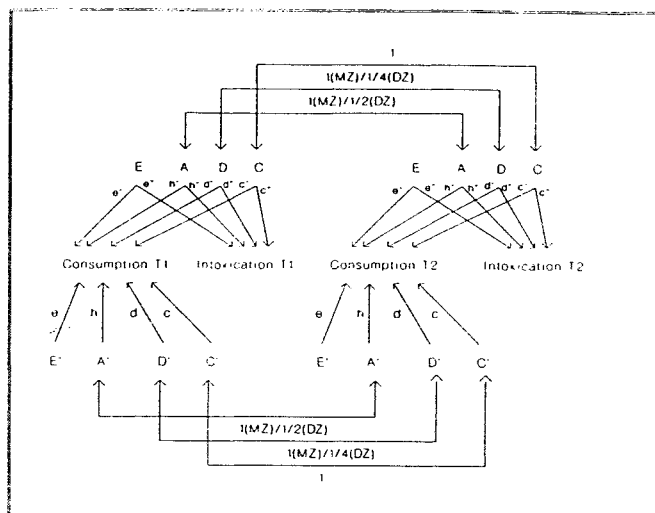 1
1(MZ)/1/4(DZ)
1(MZ)/1/2(DZ)
E A D C E A D C
e' e" h' h" d' d" c' c" e' e" h' h" d' d" c' c"
Consumption T1 Intoxication T1 Consumption T2 Intoxication T2
e h d c e h d c
E' A' D' C' E' A' D' C'
1(MZ)/1/2(DZ)
1(MZ)/1/4(DZ)
1